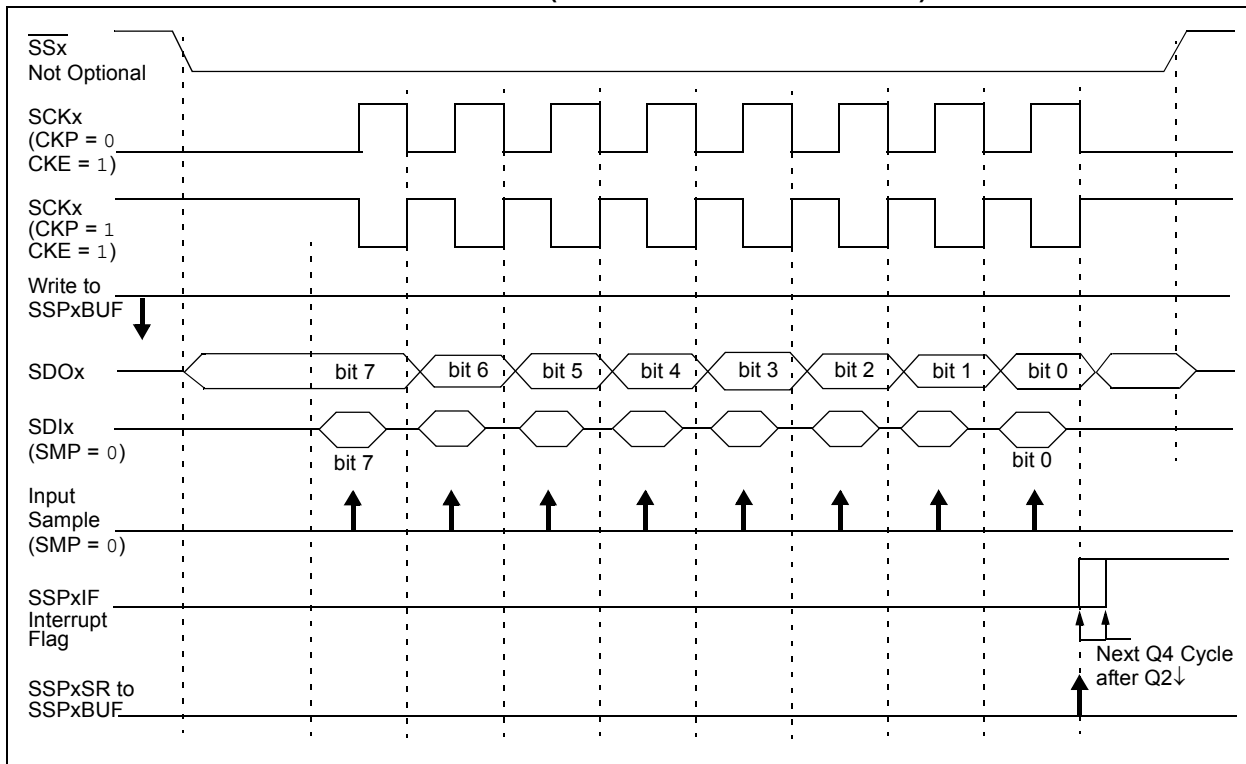 SSx
Not Optional
SCKx
(CKP = 0
CKE = 1)
SCKx
(CKP = 1
CKE = 1)
Write to
SSPxBUF
SDOx
bit 7
bit 6
bit 5
bit 4
bit 3
bit 2
bit 1
bit 0
SDIx
(SMP = 0)
bit 7
bit 0
Input
Sample
(SMP = 0)
SSPxIF
Interrupt
Flag
Next Q4 Cycle
after Q2↓
SSPxSR to
SSPxBUF